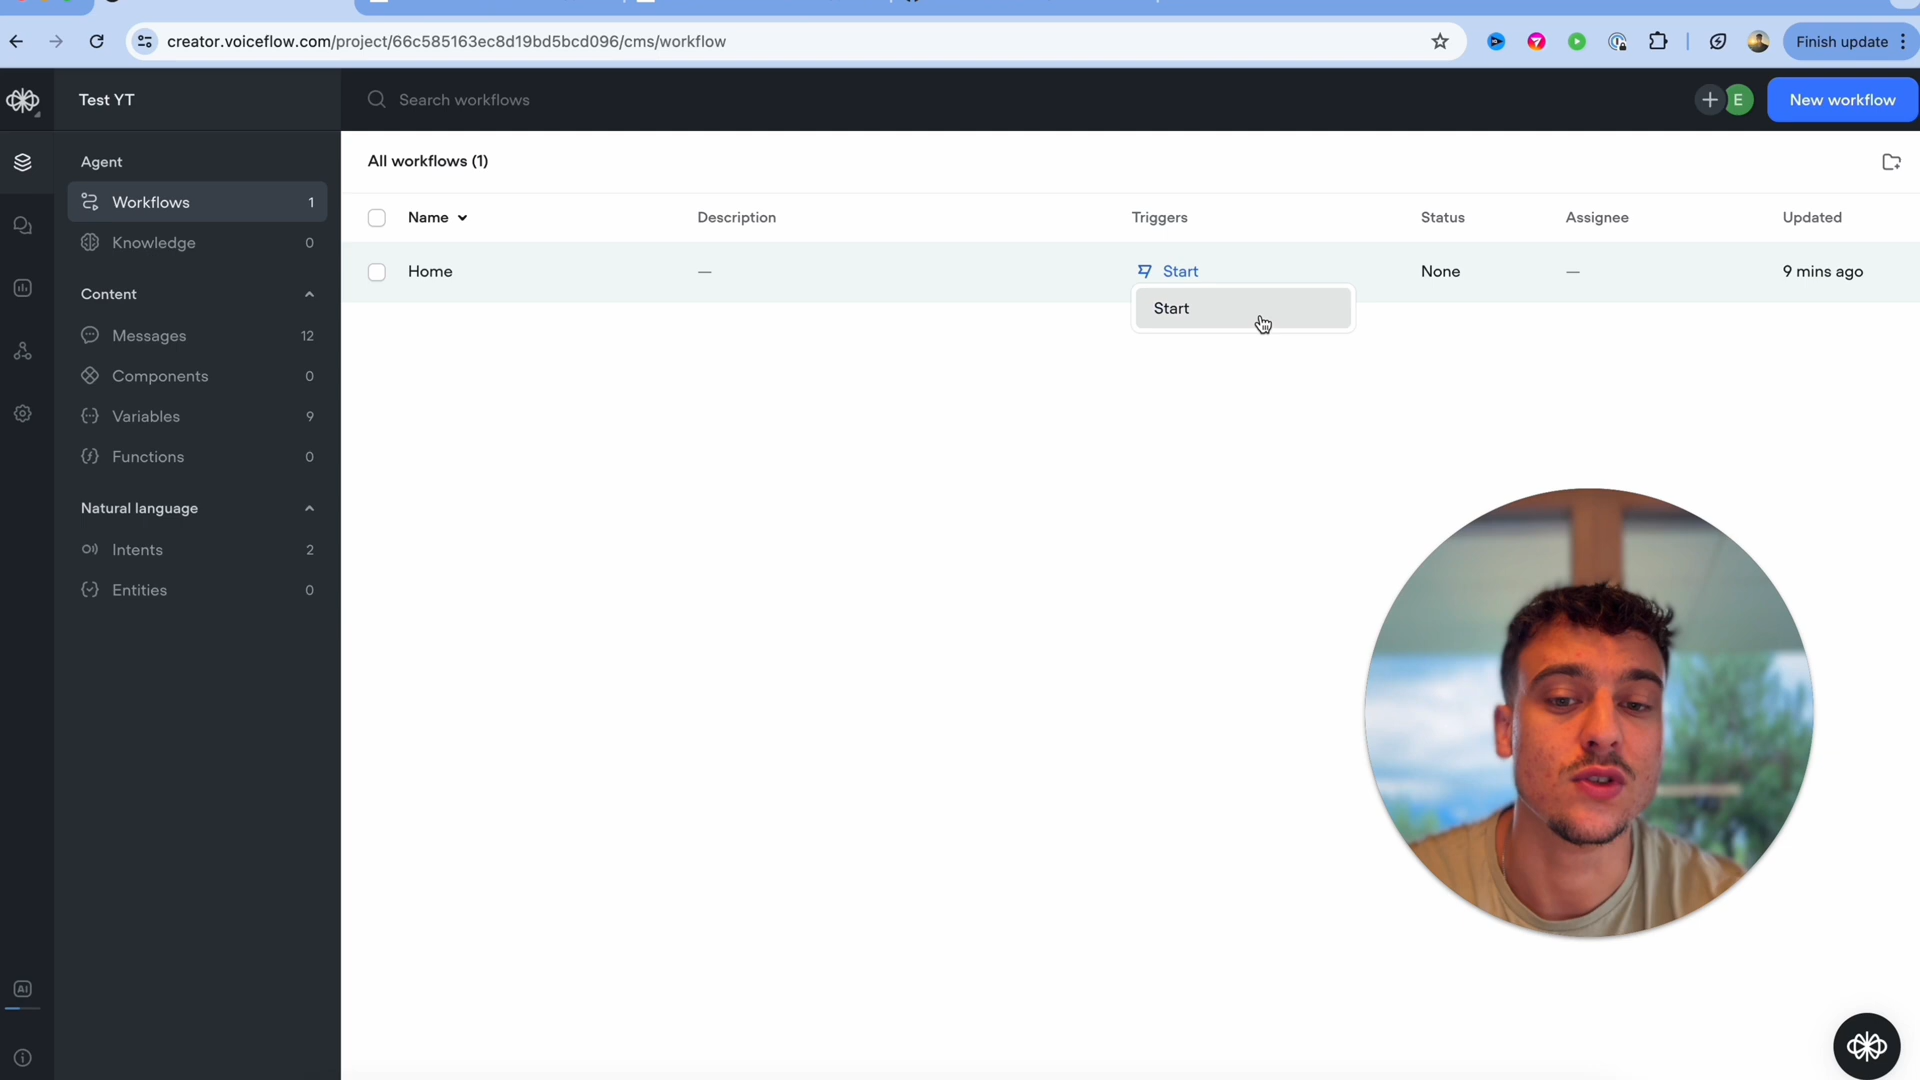 creator.voiceflow.com/project/66c585163ec8d19bd5bcd096/cms/workflow
Finish update
Test YT
Search workflows
E
New workflow
Agent
All workflows (1)
Workflows 1
Knowledge 0
Name Description Triggers Status Assignee Updated
Home — Start None — 9 mins ago
Start
Content
Messages 12
Components 0
Variables 9
Functions 0
Natural language
Intents 2
Entities 0
AI